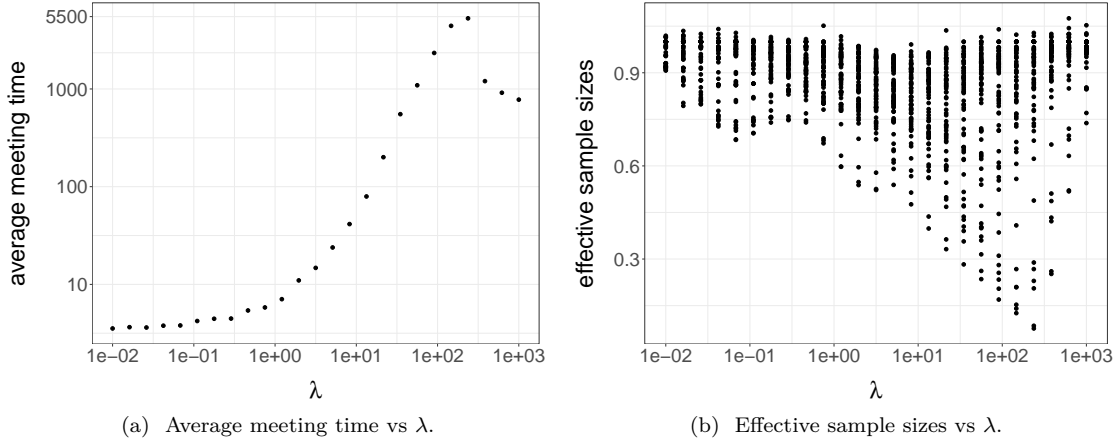 5500
1000
100
10
average meeting time
1e−02 1e−01 1e+00 1e+01 1e+02 1e+03
λ
(a) Average meeting time vs λ.
0.9
0.6
0.3
effective sample sizes
1e−02 1e+00 1e+01 1e+02 1e+03
λ
(b) Effective sample sizes vs λ.